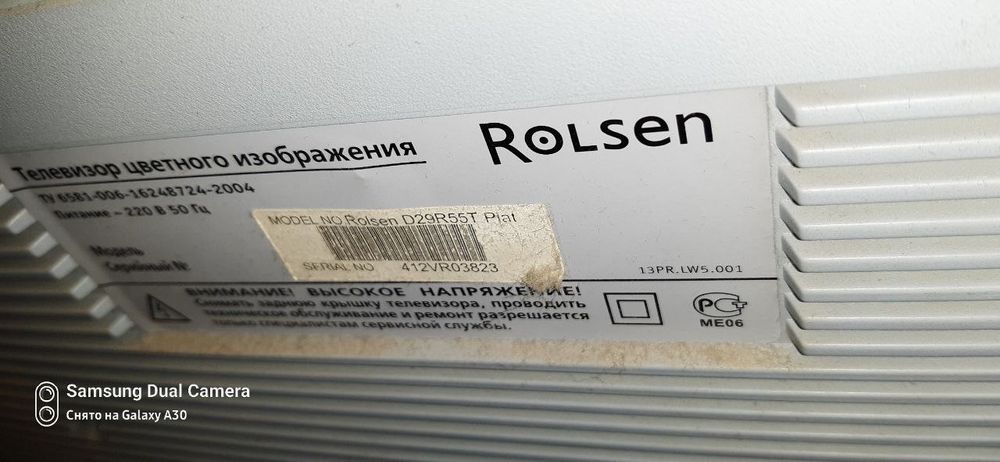 Rolsen
Телевизор цветного изображения
ТУ 6581-006-16248724-2004
Питание ~ 220 В 50 Гц
MODEL NO.Rolsen D29R55T Plat
Модель
Серийный №
SERIAL NO 412VR03823
13PR.LW5.001
ВНИМАНИЕ! ВЫСОКОЕ НАПРЯЖЕНИЕ!
Снимать заднюю крышку телевизора, проводить
техническое обслуживание и ремонт разрешается
только специалистам сервисной службы.
РСТ
ME06
Samsung Dual Camera
Снято на Galaxy A30